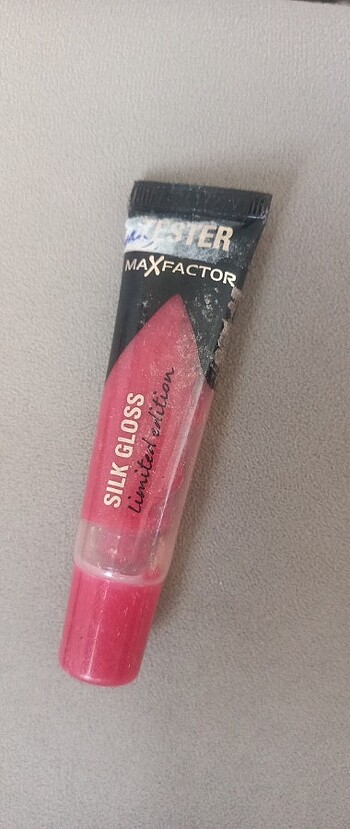 TESTER
MAXFACTOR
SILK GLOSS
Limited edition